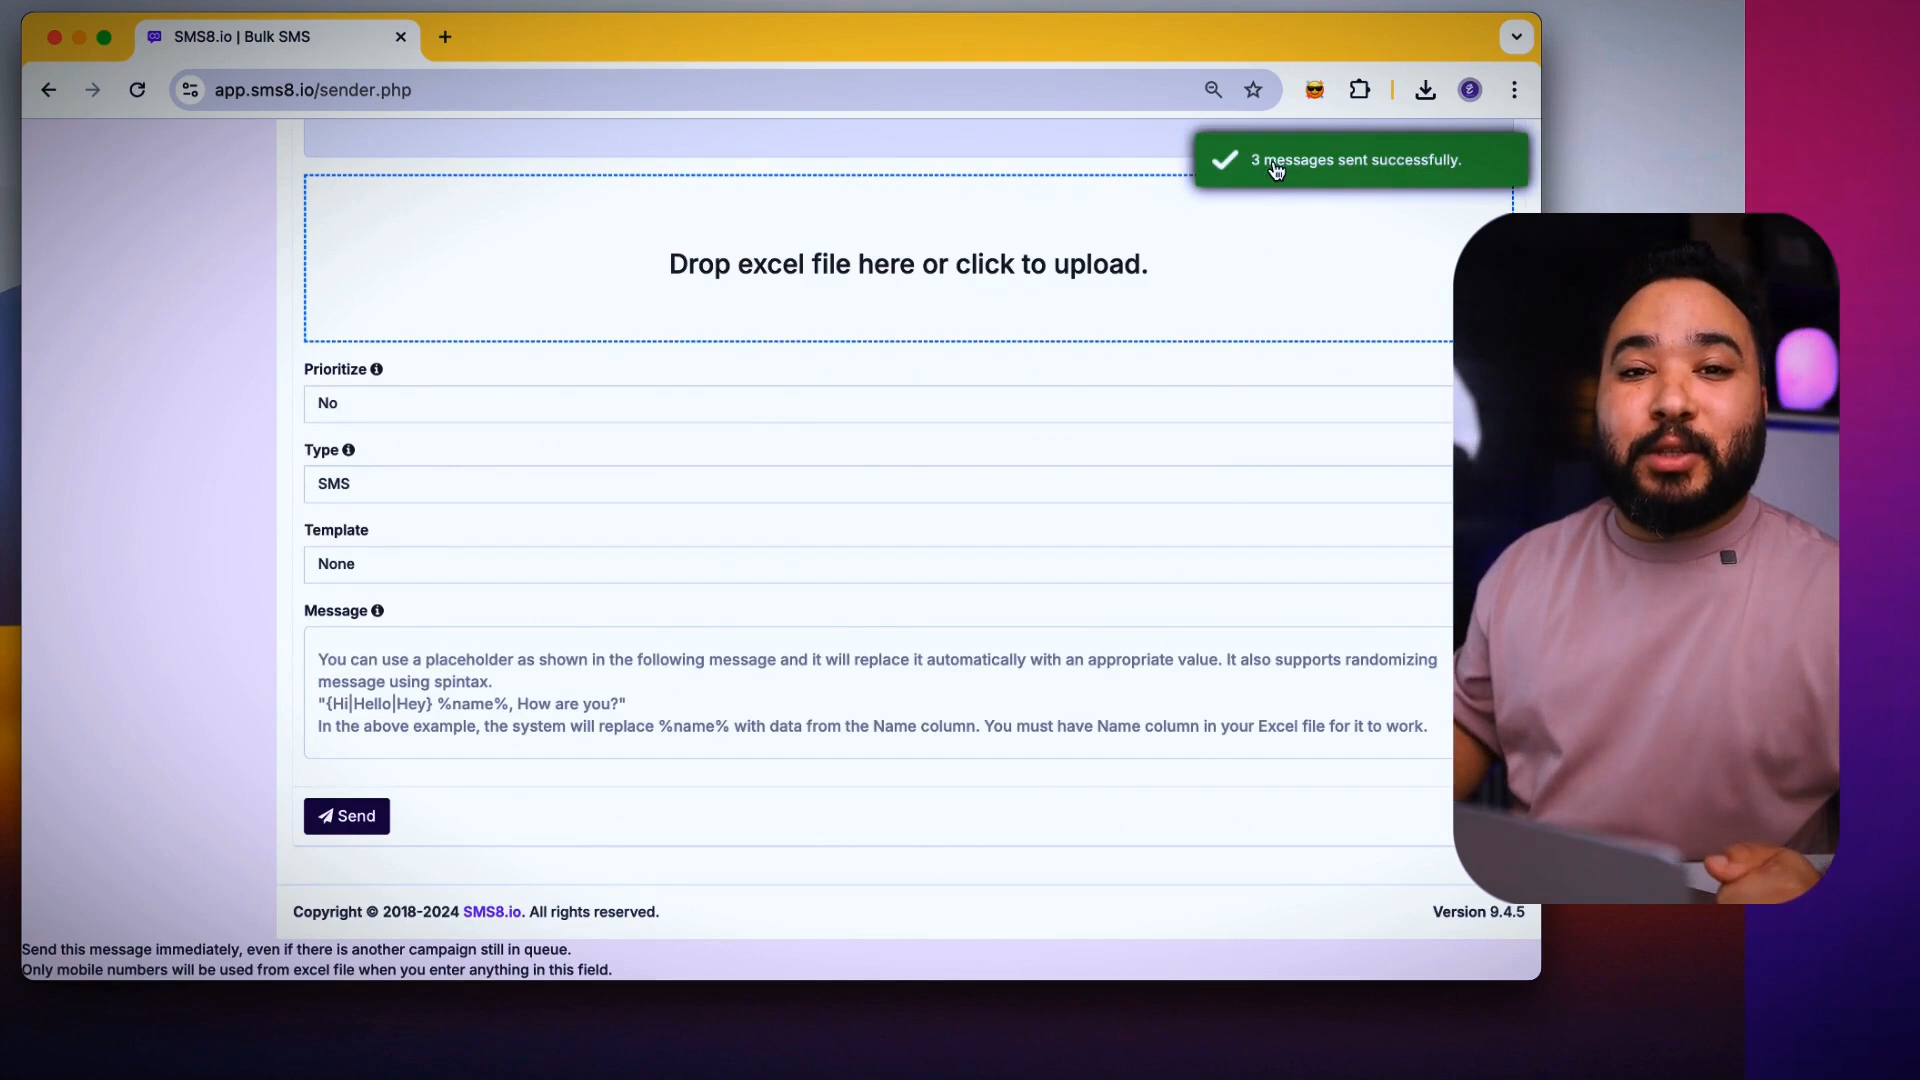 SMS8.io | Bulk SMS
app.sms8.io/sender.php
3 messages sent successfully.
Drop excel file here or click to upload.
Prioritize
No
Type
SMS
Template
None
Message
You can use a placeholder as shown in the following message and it will replace it automatically with an appropriate value. It also supports randomizing
message using spintax.
"{Hi|Hello|Hey} %name%, How are you?"
In the above example, the system will replace %name% with data from the Name column. You must have Name column in your Excel file for it to work.
Send
Copyright © 2018-2024 SMS8.io. All rights reserved.
Version 9.4.5
Send this message immediately, even if there is another campaign still in queue.
Only mobile numbers will be used from excel file when you enter anything in this field.